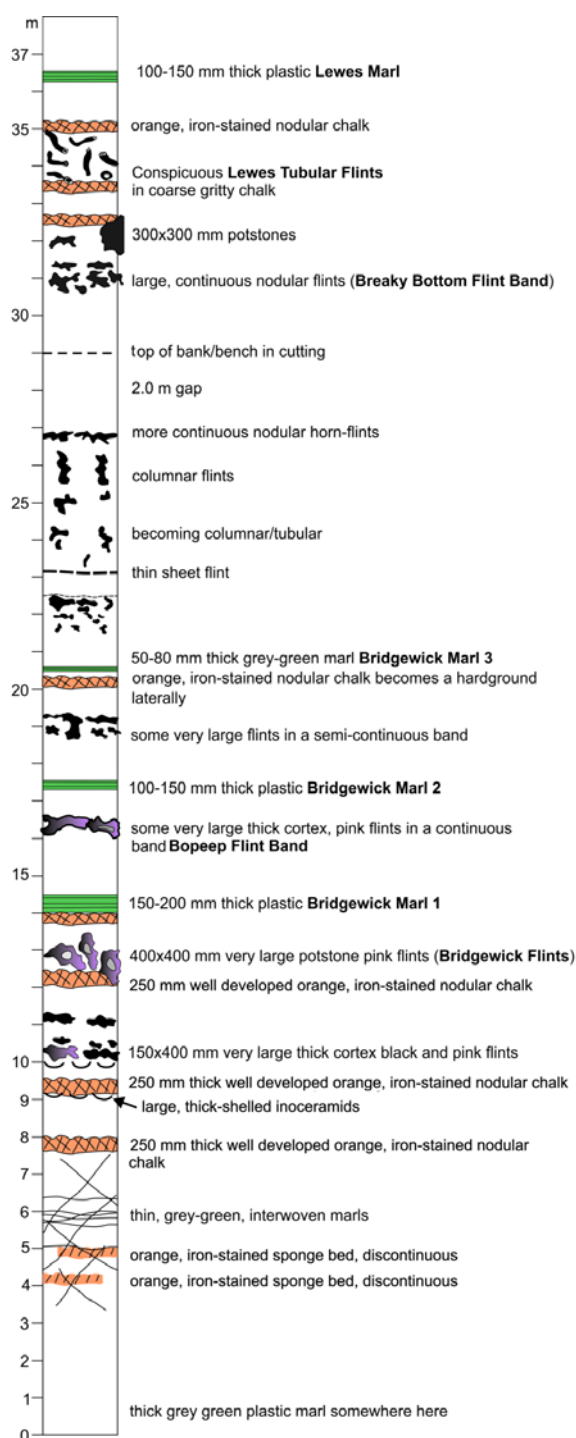 m
37
100-150 mm thick plastic Lewes Marl
35
orange, iron-stained nodular chalk
Conspicuous Lewes Tubular Flints
in coarse gritty chalk
300x300 mm potstones
large, continuous nodular flints (Breaky Bottom Flint Band)
30
top of bank/bench in cutting
2.0 m gap
more continuous nodular horn-flints
columnar flints
25
becoming columnar/tubular
thin sheet flint
50-80 mm thick grey-green marl Bridgewick Marl 3
orange, iron-stained nodular chalk becomes a hardground
20
laterally
some very large flints in a semi-continuous band
100-150 mm thick plastic Bridgewick Marl 2
some very large thick cortex, pink flints in a continuous
band Bopeep Flint Band
15
150-200 mm thick plastic Bridgewick Marl 1
400x400 mm very large potstone pink flints (Bridgewick Flints)
250 mm well developed orange, iron-stained nodular chalk
150x400 mm very large thick cortex black and pink flints
10
250 mm thick well developed orange, iron-stained nodular chalk
9
large, thick-shelled inoceramids
8
250 mm thick well developed orange, iron-stained nodular
chalk
7
6
thin, grey-green, interwoven marls
5
orange, iron-stained sponge bed, discontinuous
4
orange, iron-stained sponge bed, discontinuous
3
2
1
thick grey green plastic marl somewhere here
0